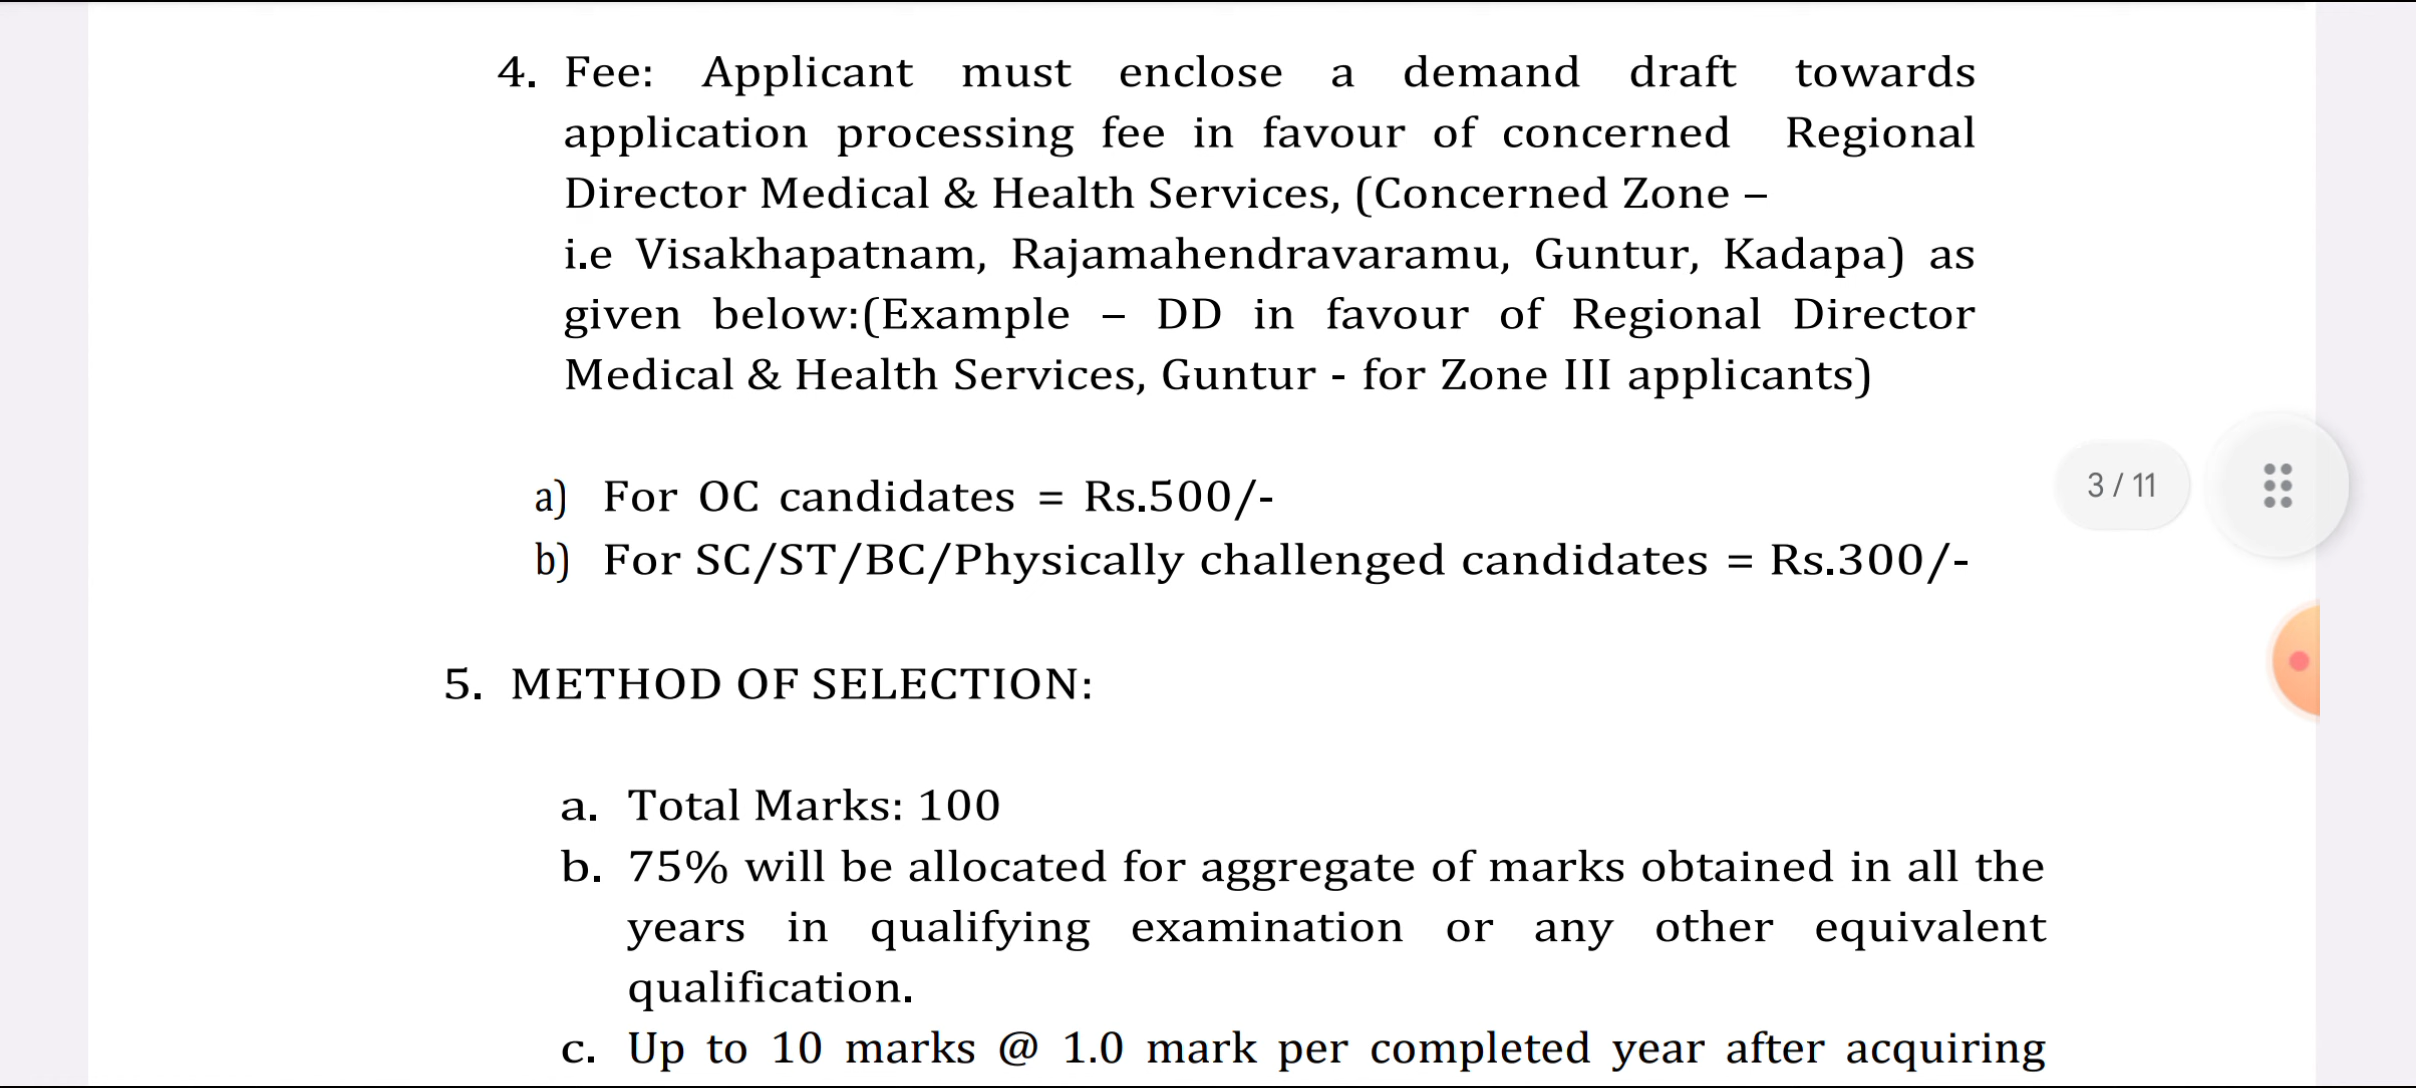 4. Fee: Applicant must enclose a demand draft towards
application processing fee in favour of concerned Regional
Director Medical & Health Services, (Concerned Zone –
i.e Visakhapatnam, Rajamahendravaramu, Guntur, Kadapa) as
given below:(Example – DD in favour of Regional Director
Medical & Health Services, Guntur - for Zone III applicants)
a) For OC candidates = Rs.500/-
3 / 11
b) For SC/ST/BC/Physically challenged candidates = Rs.300/-
5. METHOD OF SELECTION:
a. Total Marks: 100
b. 75% will be allocated for aggregate of marks obtained in all the
years in qualifying examination or any other equivalent
qualification.
c. Up to 10 marks @ 1.0 mark per completed year after acquiring